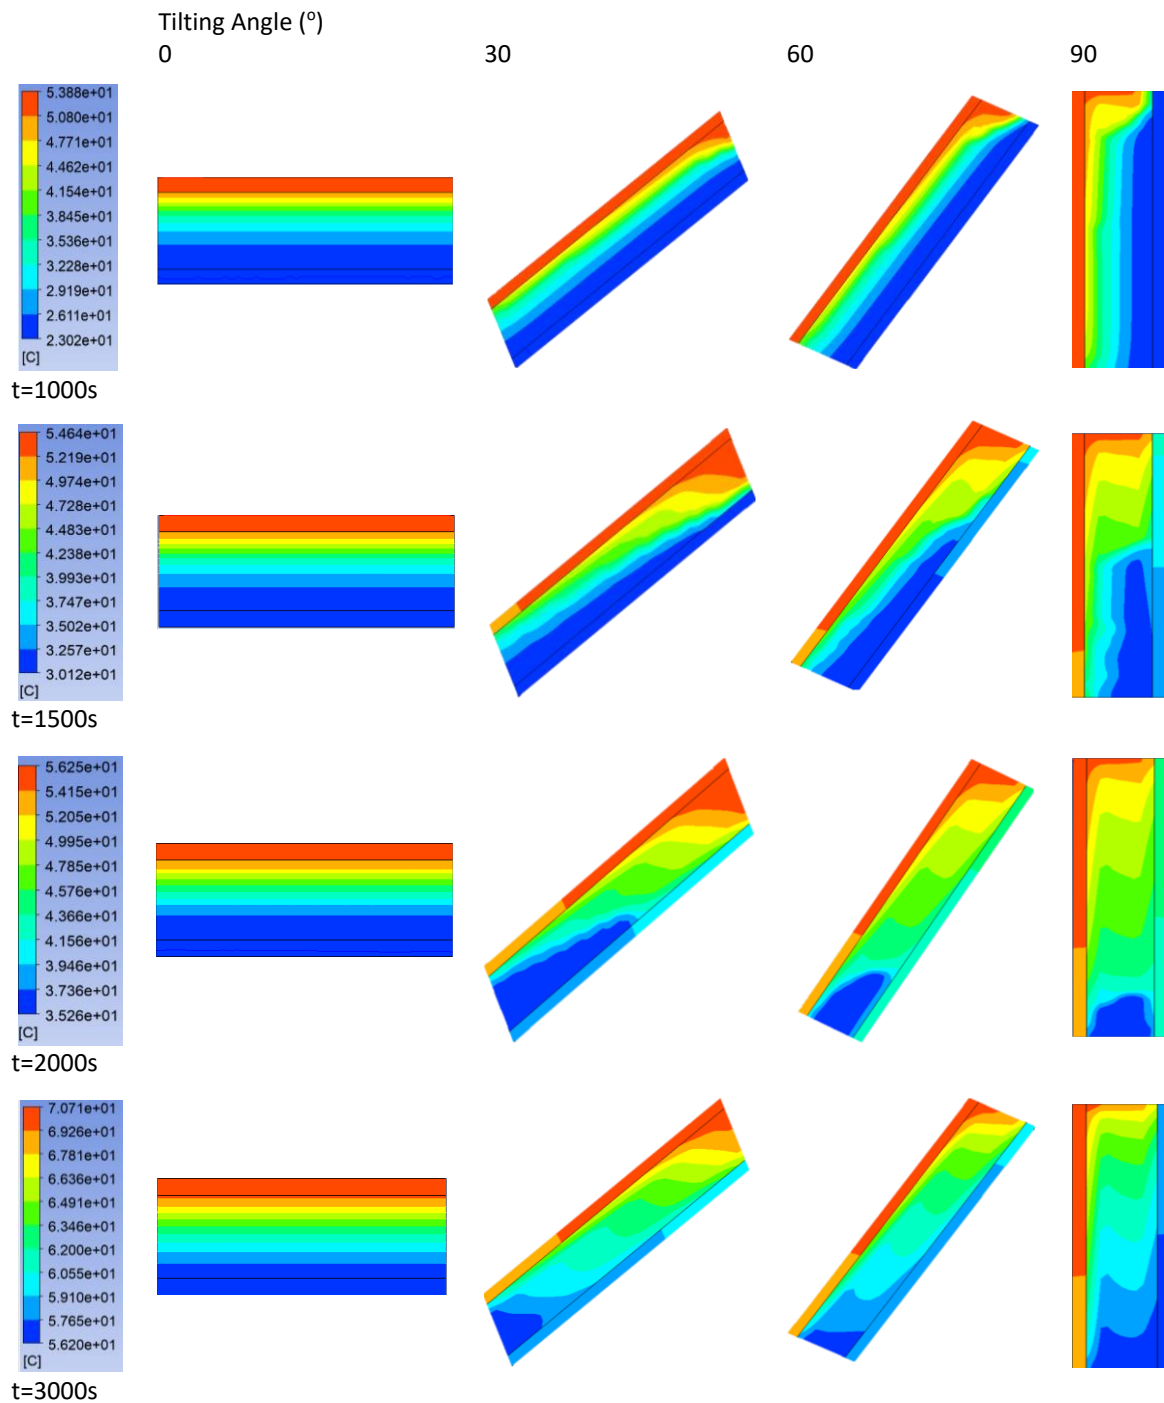 Tilting Angle (o)
0 30 60 90
5.388e+01
5.080e+01
4.771e+01
4.462e+01
4.154e+01
3.845e+01
3.536e+01
3.228e+01
2.919e+01
2.611e+01
2.302e+01
[C]
t=1000s
5.464e+01
5.219e+01
4.974e+01
4.728e+01
4.483e+01
4.238e+01
3.993e+01
3.747e+01
3.502e+01
3.257e+01
3.012e+01
[C]
t=1500s
5.625e+01
5.415e+01
5.205e+01
4.995e+01
4.785e+01
4.576e+01
4.366e+01
4.156e+01
3.946e+01
3.736e+01
3.526e+01
[C]
t=2000s
7.071e+01
6.926e+01
6.781e+01
6.636e+01
6.491e+01
6.346e+01
6.200e+01
6.055e+01
5.910e+01
5.765e+01
5.620e+01
[C]
t=3000s